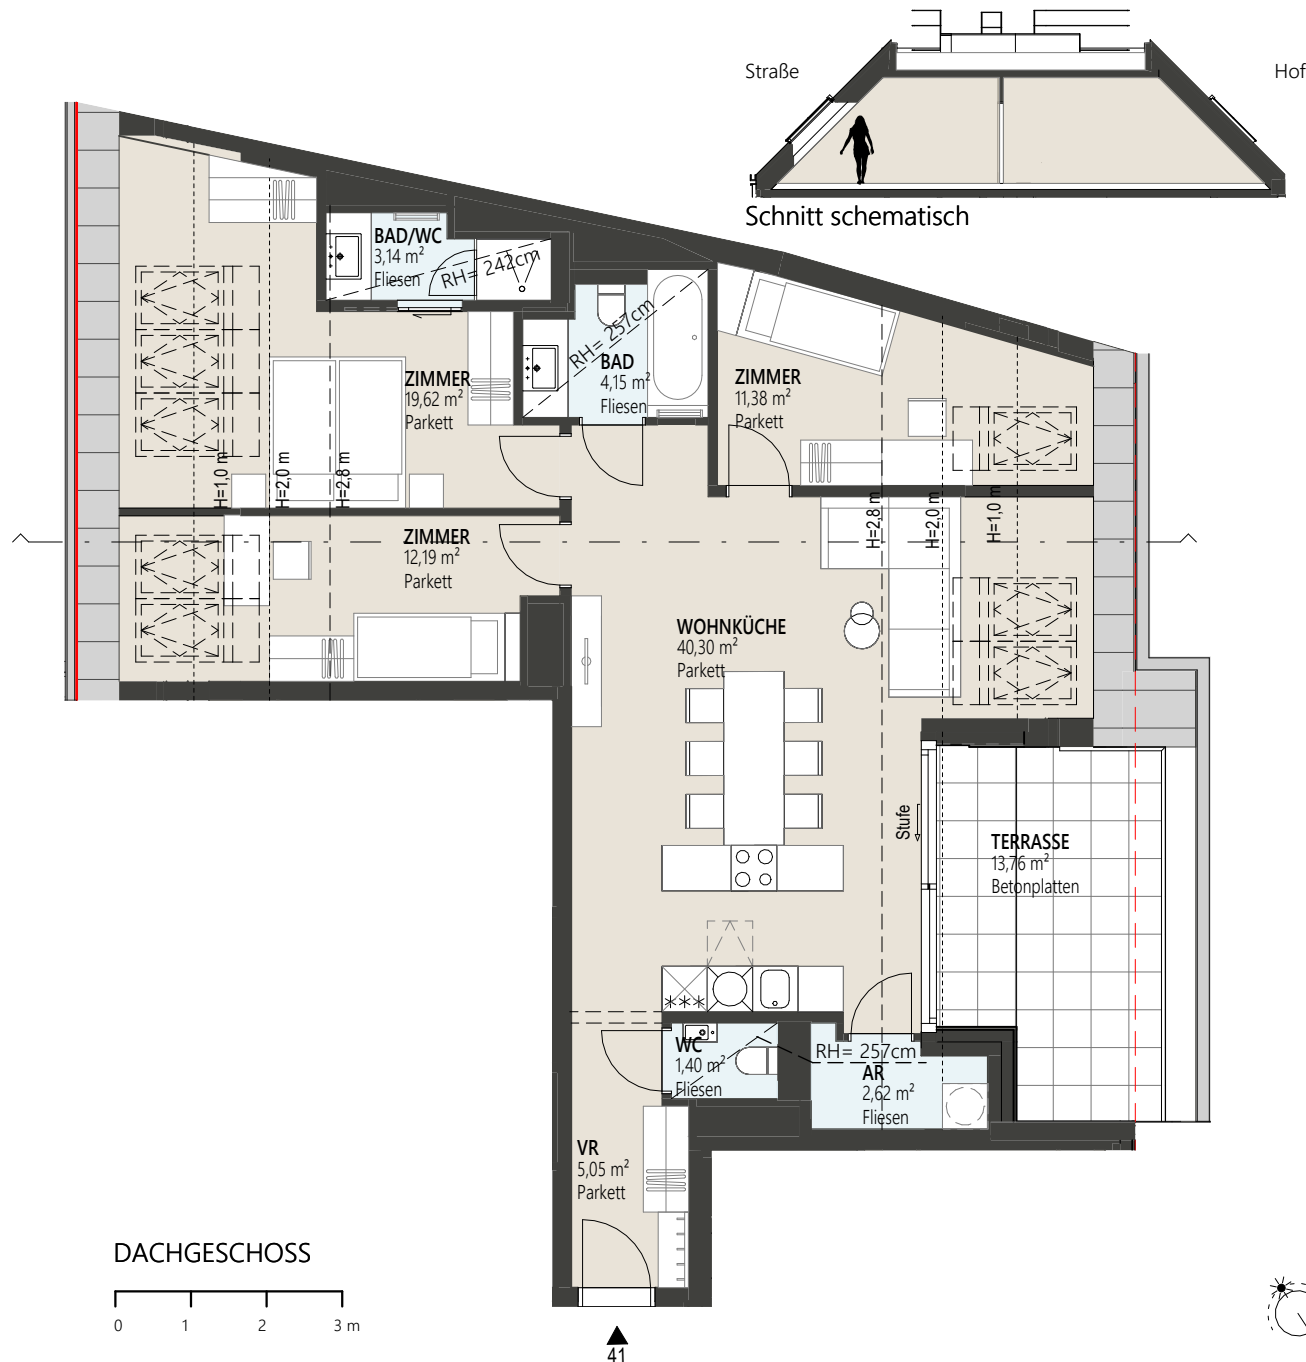 Straße
Hof
Schnitt schematisch
BAD/WC
3,14 m²
Fliesen
RH= 242cm
RH= 257cm
BAD
4,15 m²
Fliesen
ZIMMER
19,62 m²
Parkett
ZIMMER
11,38 m²
Parkett
H=1,0 m
H=2,0 m
H=2,8 m
H=2,8 m
H=2,0 m
H=1,0 m
ZIMMER
12,19 m²
Parkett
WOHNKÜCHE
40,30 m²
Parkett
Stufe
TERRASSE
13,76 m²
Betonplatten
WC
1,40 m²
Fliesen
RH= 257cm
AR
2,62 m²
Fliesen
VR
5,05 m²
Parkett
DACHGESCHOSS
0 1 2 3 m
41